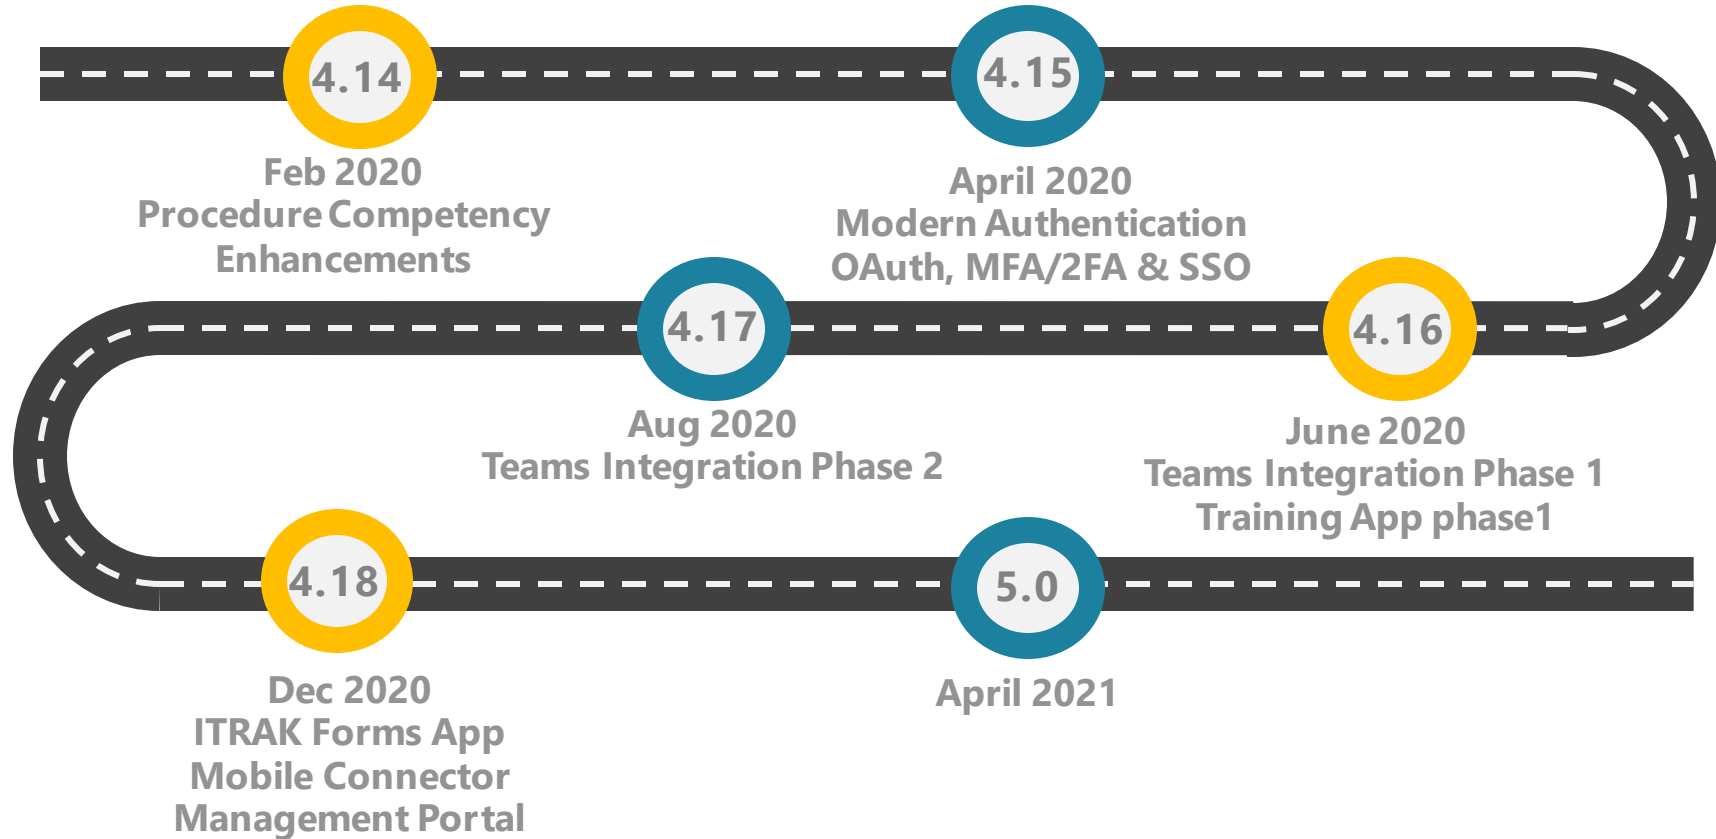 4.14
Feb 2020
Procedure Competency
Enhancements
4.15
April 2020
Modern Authentication
OAuth, MFA/2FA & SSO
4.16
June 2020
Teams Integration Phase 1
Training App phase1
4.17
Aug 2020
Teams Integration Phase 2
4.18
Dec 2020
ITRAK Forms App
Mobile Connector
Management Portal
5.0
April 2021